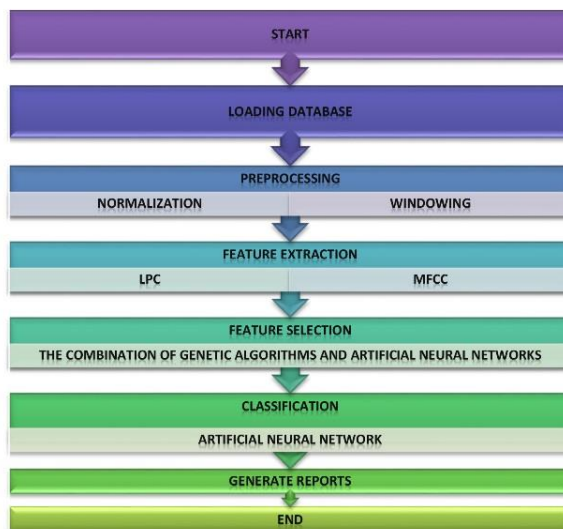 START
LOADING DATABASE
PREPROCESSING
NORMALIZATION WINDOWING
FEATURE EXTRACTION
LPC MFCC
FEATURE SELECTION
THE COMBINATION OF GENETIC ALGORITHMS AND ARTIFICIAL NEURAL NETWORKS
CLASSIFICATION
ARTIFICIAL NEURAL NETWORK
GENERATE REPORTS
END